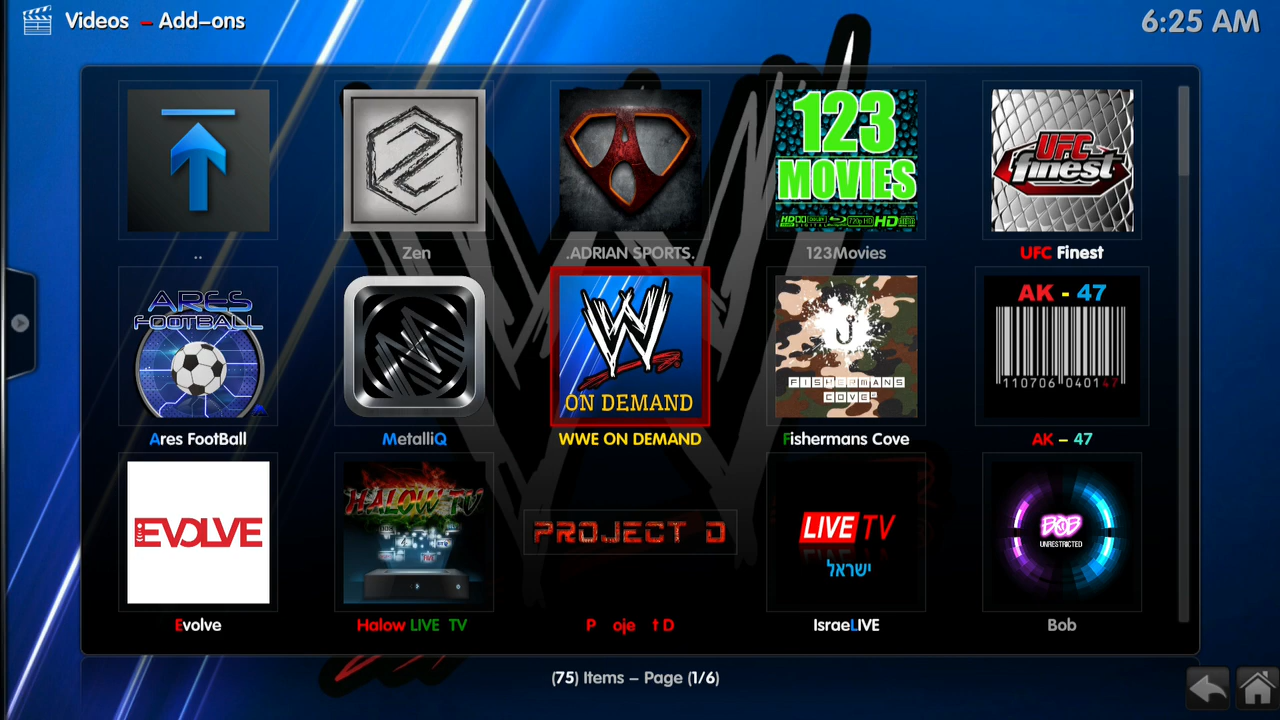 Videos - Add-ons
6:25 AM
123
MOVIES
HD
HD
UFC
finest
..
Zen
.ADRIAN SPORTS.
123Movies
UFC Finest
ARES
FOOTBALL
W
ON DEMAND
FISHERMANS
COVE
AK - 47
110706 040147
Ares FootBall
MetalliQ
WWE ON DEMAND
Fishermans Cove
AK - 47
EVOLVE
HALOW TV
PROJECT D
LIVE TV
ישראל
BOB
UNRESTRICTED
Evolve
Halow LIVE TV
P oje t D
IsraeLIVE
Bob
(75) Items - Page (1/6)